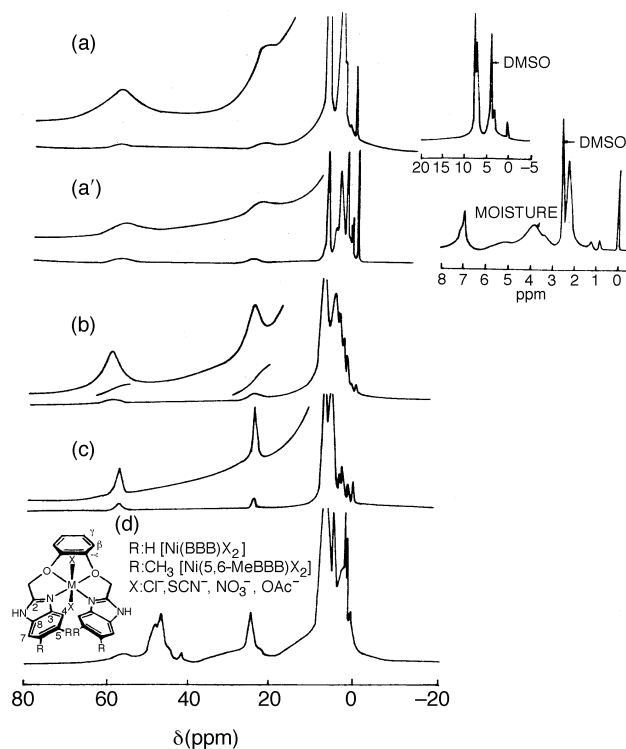 (a)
DMSO
20 15 10 5 0 −5
DMSO
(a′)
MOISTURE
8 7 6 5 4 3 2 1 0
ppm
(b)
(c)
(d)
γ
β
R:H [Ni(BBB)X2]
X
R:CH3 [Ni(5,6-MeBBB)X2]
O O
M
X:Cl−,SCN−, NO3−, OAc−
2 N N
X
HN 3 4 NH
8 R R R
7 5
R R
80 60 40 20 0 −20
δ(ppm)